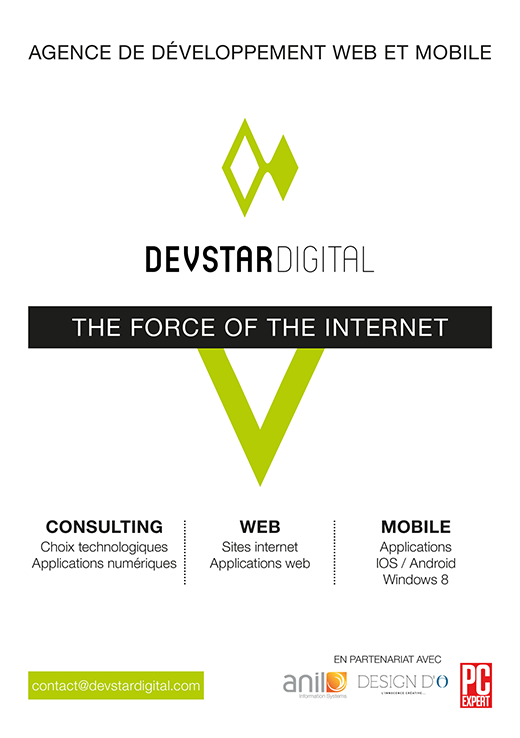 AGENCE DE DÉVELOPPEMENT WEB ET MOBILE
DEVSTARDIGITAL
THE FORCE OF THE INTERNET
CONSULTING
Choix technologiques
Applications numériques
WEB
Sites internet
Applications web
MOBILE
Applications
IOS / Android
Windows 8
EN PARTENARIAT AVEC
contact@devstardigital.com
anil
Information Systems
DESIGN D'O
L'INNOCENCE CRÉATIVE...
PC
EXPERT